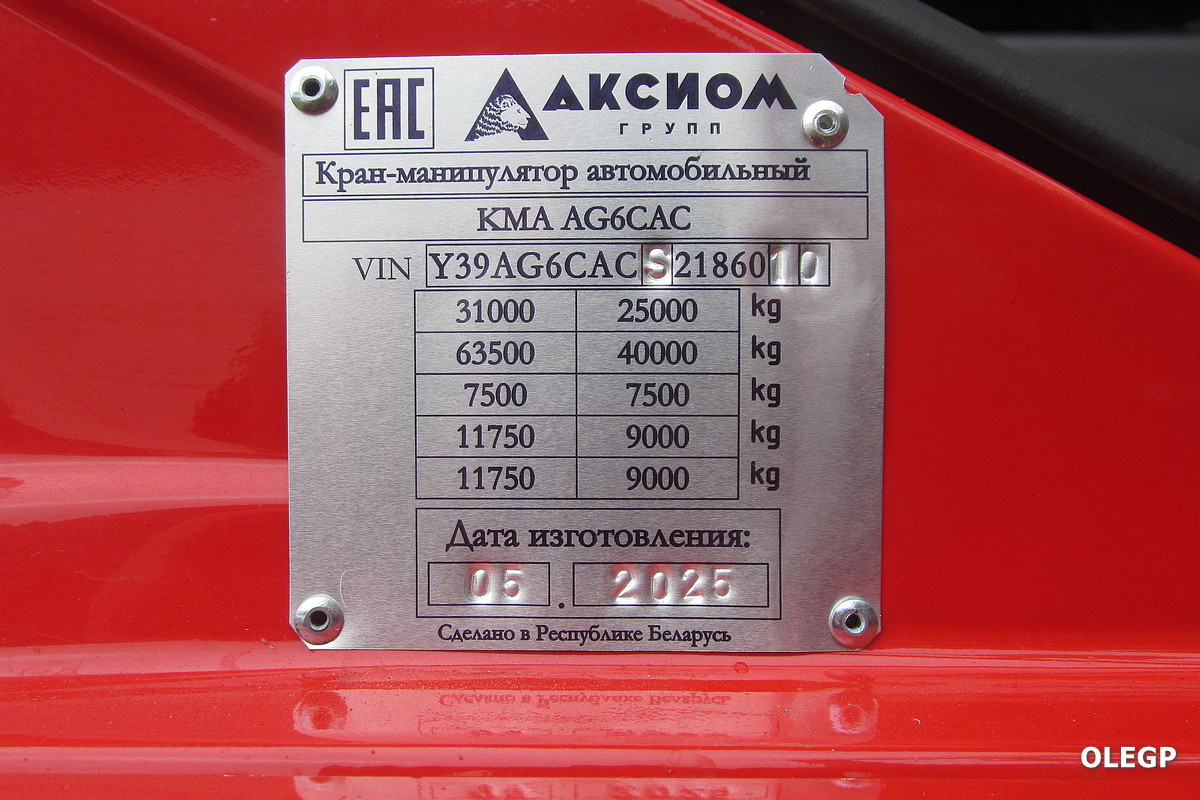 EAC АКСИОМ
ГРУПП
Кран-манипулятор автомобильный
КМА AG6CAC
VIN Y39AG6CACS2186010
31000 25000 kg
63500 40000 kg
7500 7500 kg
11750 9000 kg
11750 9000 kg
Дата изготовления:
05 . 2025
Сделано в Республике Беларусь
OLEGP